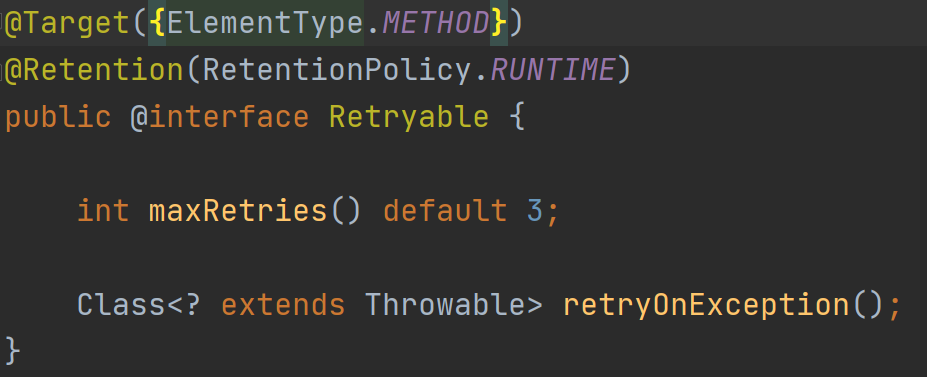 @Target({ElementType.METHOD})
@Retention(RetentionPolicy.RUNTIME)
public @interface Retryable {
int maxRetries() default 3;
Class<? extends Throwable> retryOnException();
}